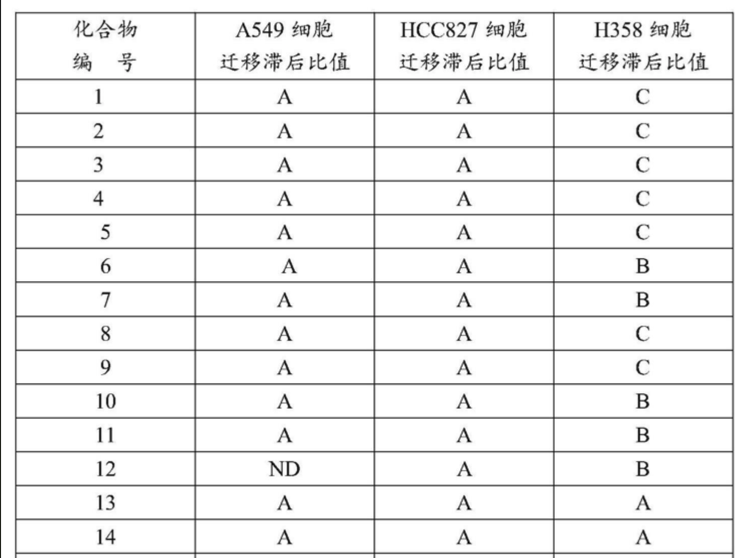 化合物 A549 细胞 HCC827 细胞 H358 细胞
编 号 迁移滞后比值 迁移滞后比值 迁移滞后比值
1 A A C
2 A A C
3 A A C
4 A A C
5 A A C
6 A A B
7 A A B
8 A A C
9 A A C
10 A A B
11 A A B
12 ND A B
13 A A A
14 A A A